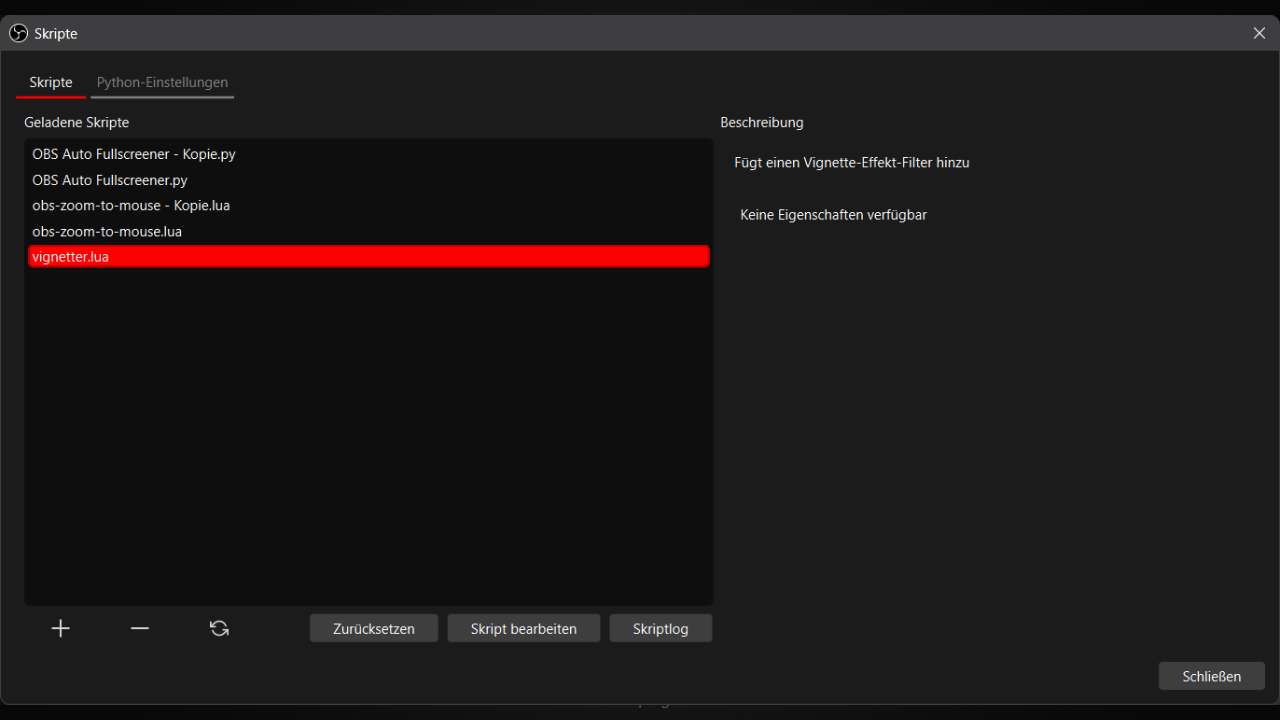 Skripte
Skripte
Python-Einstellungen
Geladene Skripte
OBS Auto Fullscreener - Kopie.py
OBS Auto Fullscreener.py
obs-zoom-to-mouse - Kopie.lua
obs-zoom-to-mouse.lua
vignetter.lua
Beschreibung
Fügt einen Vignette-Effekt-Filter hinzu
Keine Eigenschaften verfügbar
Zurücksetzen
Skript bearbeiten
Skriptlog
Schließen